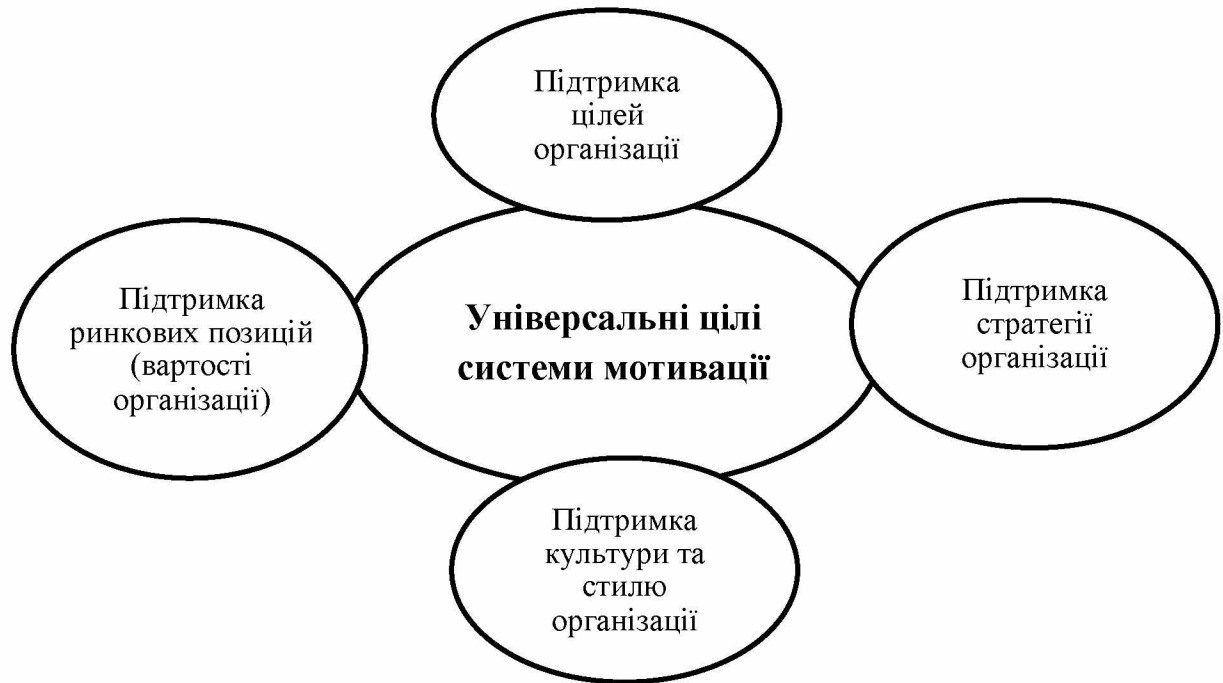 Підтримка
цілей
організації
Підтримка
ринкових позицій
(вартості
організації)
Універсальні цілі
системи мотивації
Підтримка
стратегії
організації
Підтримка
культури та
стилю
організації